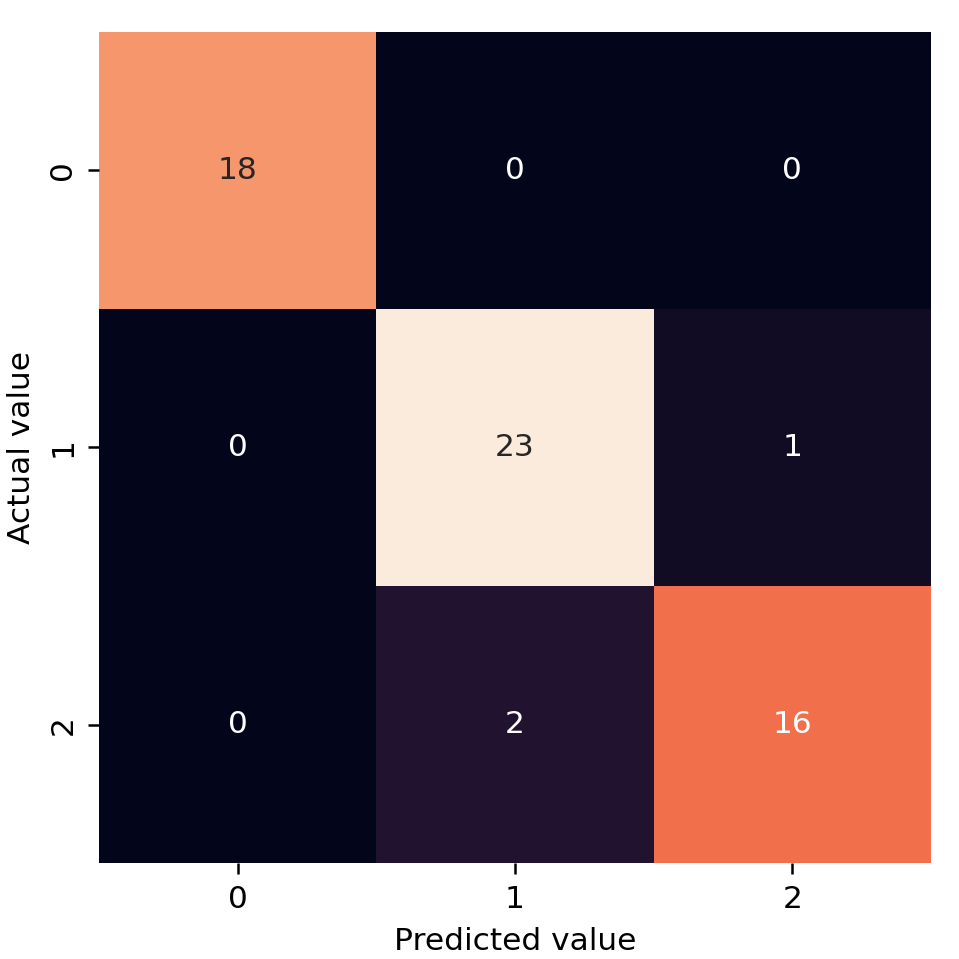 0 18 0 0
Actual value
1 0 23 1
2 0 2 16
0 1 2
Predicted value